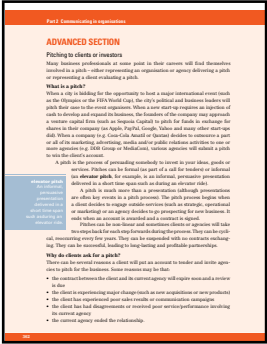 Part 2 Communicating in organisations
ADVANCED SECTION
Pitching to clients or investors
Many business professionals at some point in their careers will find themselves
involved in a pitch – either representing an organisation or agency delivering a pitch
or representing a client evaluating a pitch.
What is a pitch?
When a city is bidding for the opportunity to host a major international event (such
as the Olympics or the FIFA World Cup), the city's political and business leaders will
pitch their case to the event organisers. When a new start-up requires an injection of
cash to develop and expand its business, the founders of the company may approach
a venture capital firm (such as Sequoia Capital) to pitch for funds in exchange for
shares in their company (as Apple, PayPal, Google, Yahoo and many other start-ups
did). When a company (e.g. Coca-Cola Amatil or Qantas) decides to outsource a part
or all of its marketing, advertising, media and/or public relations activities to one or
more agencies (e.g. DDB Group or MediaCom), various agencies will submit a pitch
to win the client's account.
A pitch is the process of persuading somebody to invest in your ideas, goods or
services. Pitches can be formal (as part of a call for tenders) or informal
(an elevator pitch, for example, is an informal, persuasive presentation
delivered in a short time span such as during an elevator ride).
elevator pitch
An informal,
persuasive
presentation
delivered in a
short time span
such as during an
elevator ride.
A pitch is much more than a presentation (although presentations
are often key events in a pitch process). The pitch process begins when
a client decides to engage outside services (such as strategic, operational
or marketing) or an agency decides to go prospecting for new business. It
ends when an account is awarded and a contract is signed.
Pitches can be non-linear and sometimes clients or agencies will take
two steps back for each step forwards during the process. They can be cycli-
cal, reoccurring every few years. They can be suspended with no contracts exchang-
ing. They can be successful, leading to long-lasting and profitable partnerships.
Why do clients ask for a pitch?
There can be several reasons a client will put an account to tender and invite agen-
cies to pitch for the business. Some reasons may be that:
• the contract between the client and its current agency will expire soon and a review
is due
• the client is experiencing major change (such as new acquisitions or new products)
• the client has experienced poor sales results or communication campaigns
• the client has had disagreements or received poor service/performance involving
its current agency
• the current agency ended the relationship.